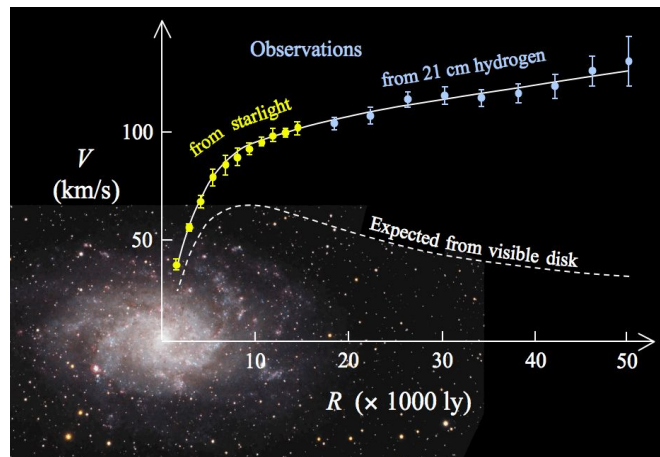 Observations
from 21 cm hydrogen
from starlight
100
V
(km/s)
50
Expected from visible disk
10
20
30
40
50
R (× 1000 ly)